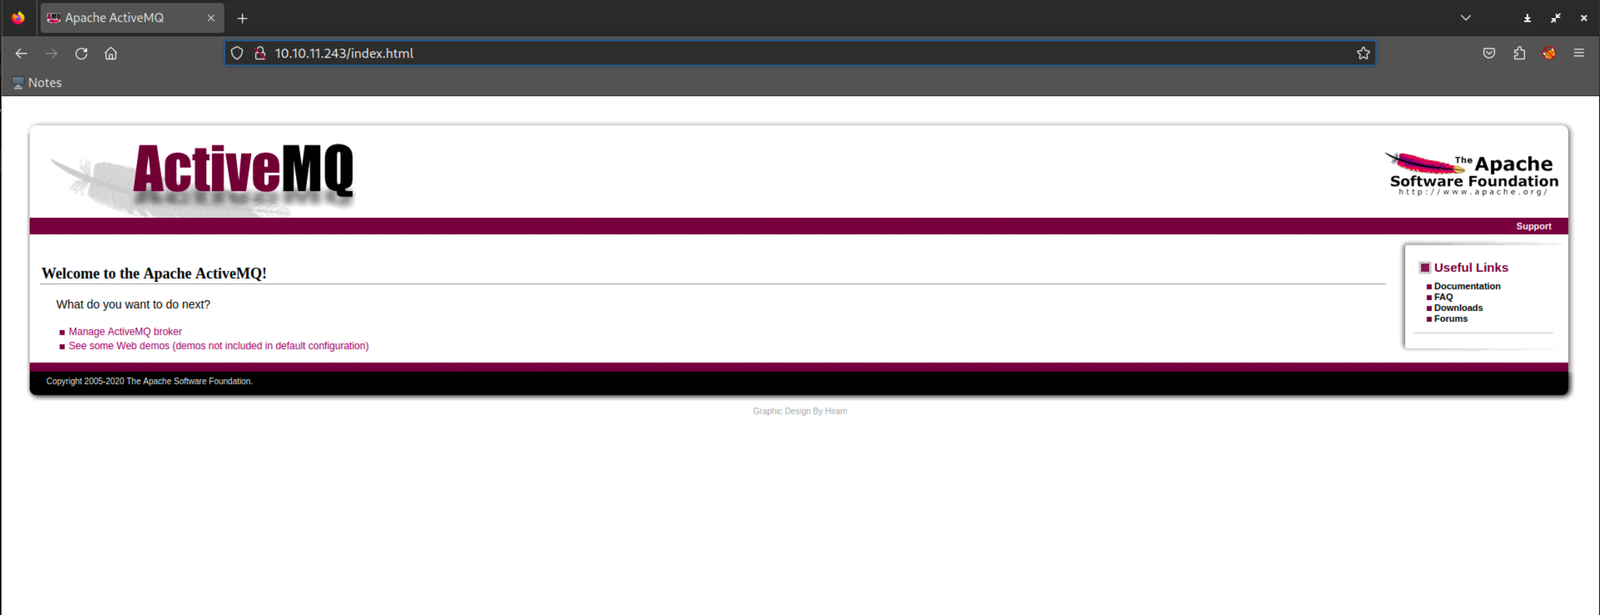 Apache ActiveMQ
10.10.11.243/index.html
Notes
ActiveMQ
The Apache
Software Foundation
http://www.apache.org/
Support
Welcome to the Apache ActiveMQ!
What do you want to do next?
Manage ActiveMQ broker
See some Web demos (demos not included in default configuration)
Useful Links
Documentation
FAQ
Downloads
Forums
Copyright 2005-2020 The Apache Software Foundation.
Graphic Design By Hiram